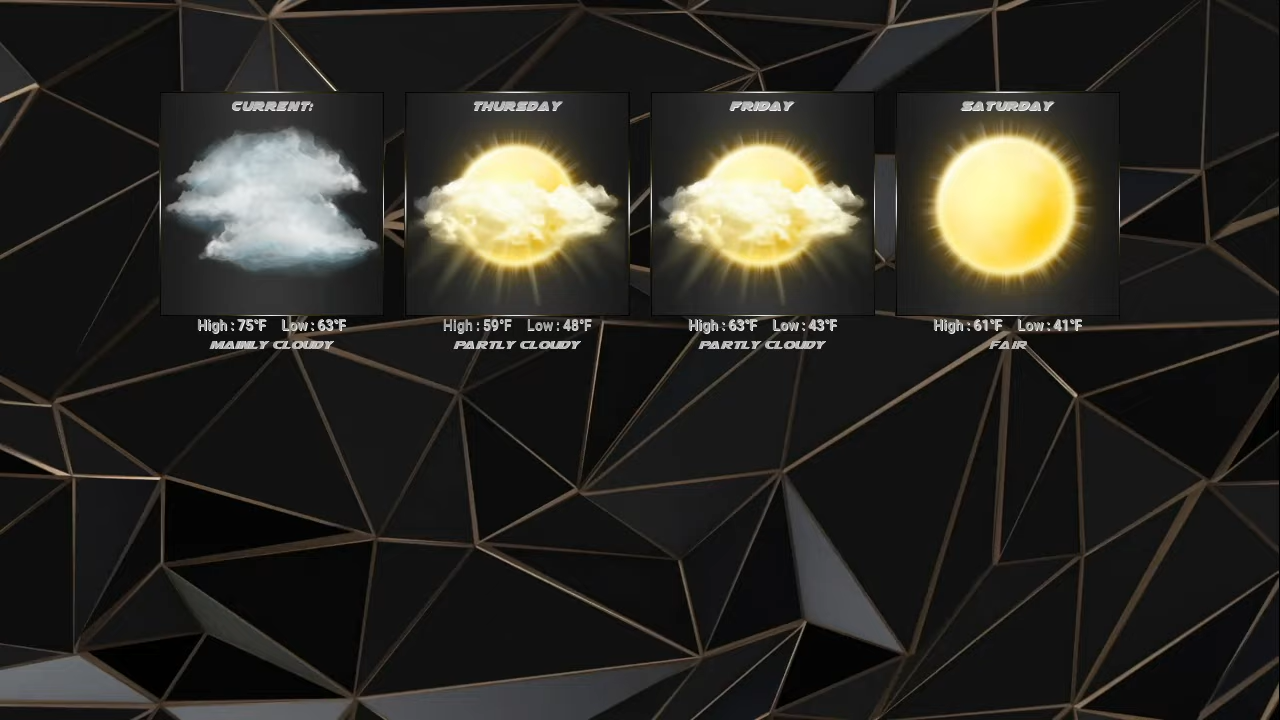 CURRENT:
High : 75°F Low : 63°F
MAINLY CLOUDY
THURSDAY
High : 59°F Low : 48°F
PARTLY CLOUDY
FRIDAY
High : 63°F Low : 43°F
PARTLY CLOUDY
SATURDAY
High : 61°F Low : 41°F
FAIR